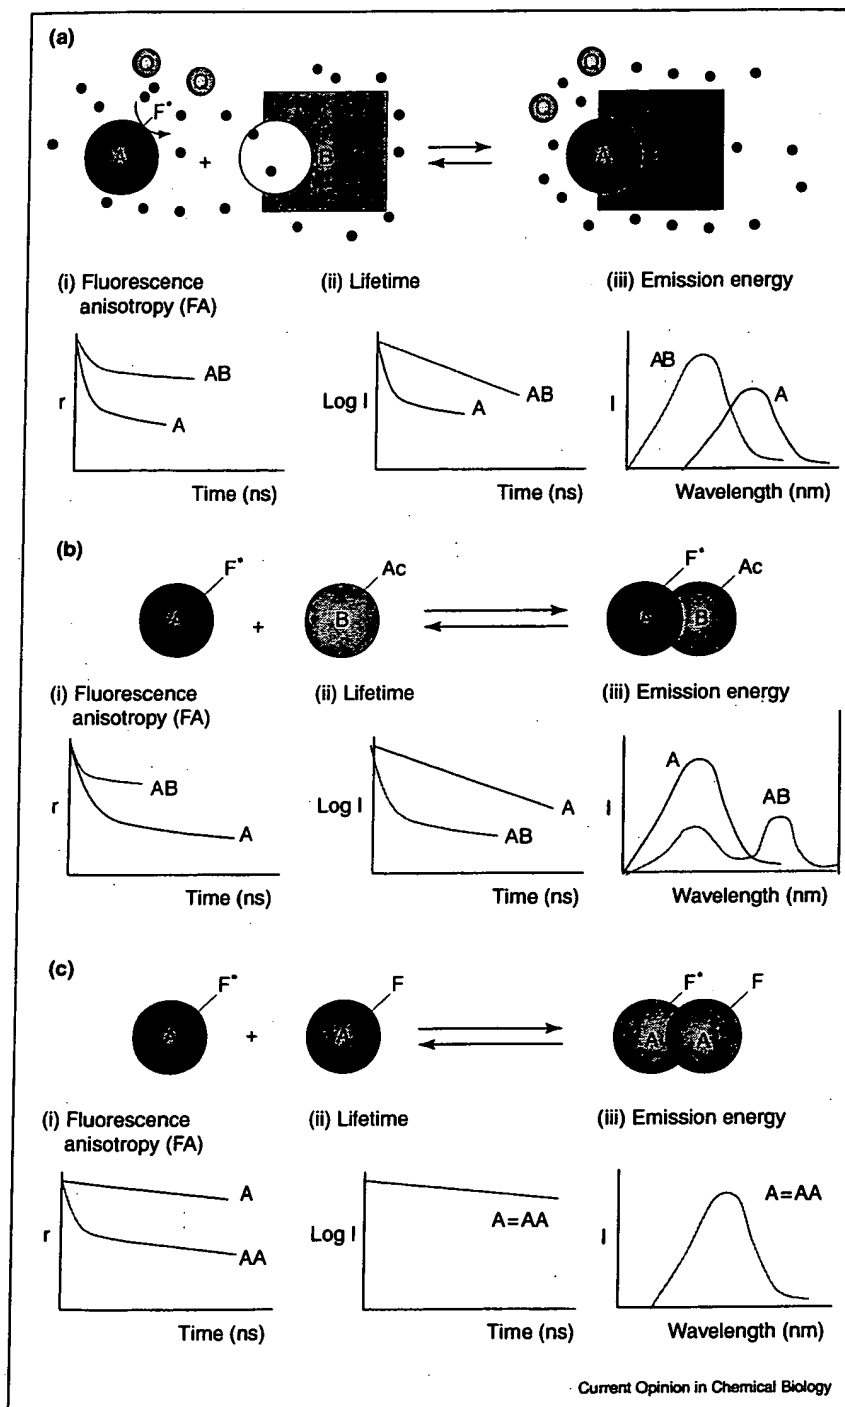 (a)
Q
Q
F*
A
+
B
Q
Q
A
(i) Fluorescence
anisotropy (FA)
(ii) Lifetime
(iii) Emission energy
r
AB
A
Time (ns)
Log I
A
AB
Time (ns)
I
AB
A
Wavelength (nm)
(b)
F*
A
+
Ac
B
F*
Ac
B
(i) Fluorescence
anisotropy (FA)
(ii) Lifetime
(iii) Emission energy
r
AB
A
Time (ns)
Log I
A
AB
Time (ns)
I
A
AB
Wavelength (nm)
(c)
F*
A
+
F
A
F*
F
A
A
(i) Fluorescence
anisotropy (FA)
(ii) Lifetime
(iii) Emission energy
r
A
AA
Time (ns)
Log I
A=AA
Time (ns)
I
A=AA
Wavelength (nm)
Current Opinion in Chemical Biology